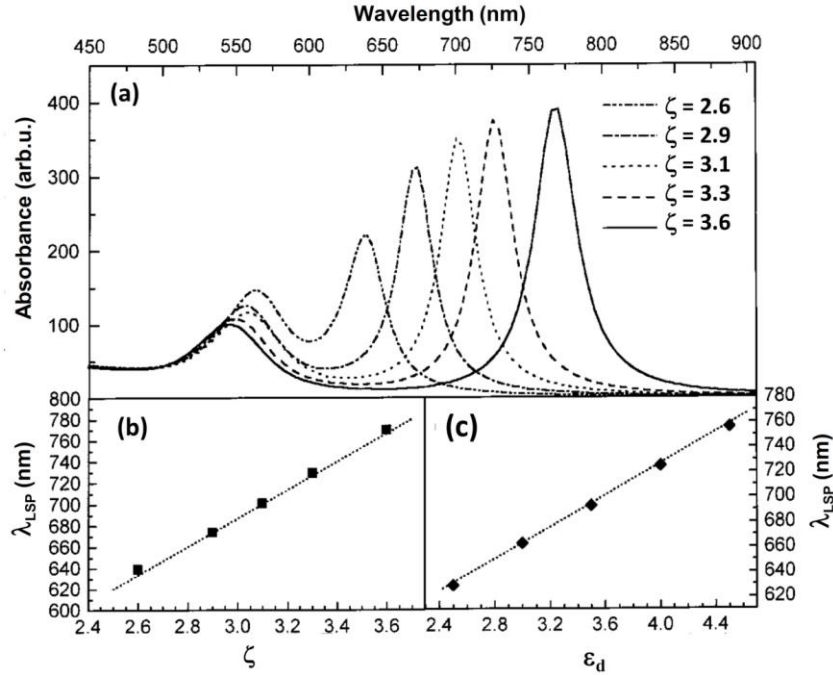 Wavelength (nm)
450 500 550 600 650 700 750 800 850 900
(a)
400
300
200
100
Absorbance (arb.u.)
ζ = 2.6
ζ = 2.9
ζ = 3.1
ζ = 3.3
ζ = 3.6
(b)
800
780
760
740
720
700
680
660
640
620
600
λLSP (nm)
2.4 2.6 2.8 3.0 3.2 3.4 3.6
ζ
(c)
780
760
740
720
700
680
660
640
620
λLSP (nm)
2.4 2.8 3.2 3.6 4.0 4.4
εd